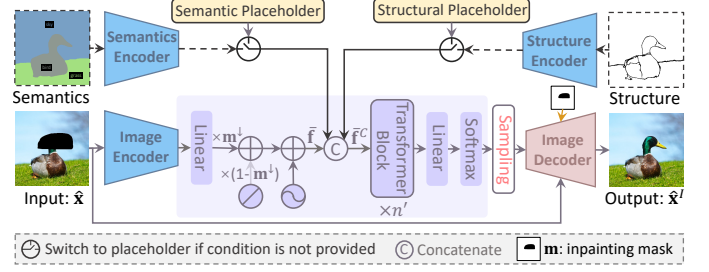 Semantic Placeholder
Structural Placeholder
Semantics Encoder
Structure Encoder
Semantics
Structure
Image Encoder
Linear
×m↓
×(1-m↓)
f̄
C
f̄^C
Transformer Block
×n′
Linear
Softmax
Sampling
Image Decoder
Input: x̂
Output: x̂^I
Switch to placeholder if condition is not provided
C Concatenate
m: inpainting mask